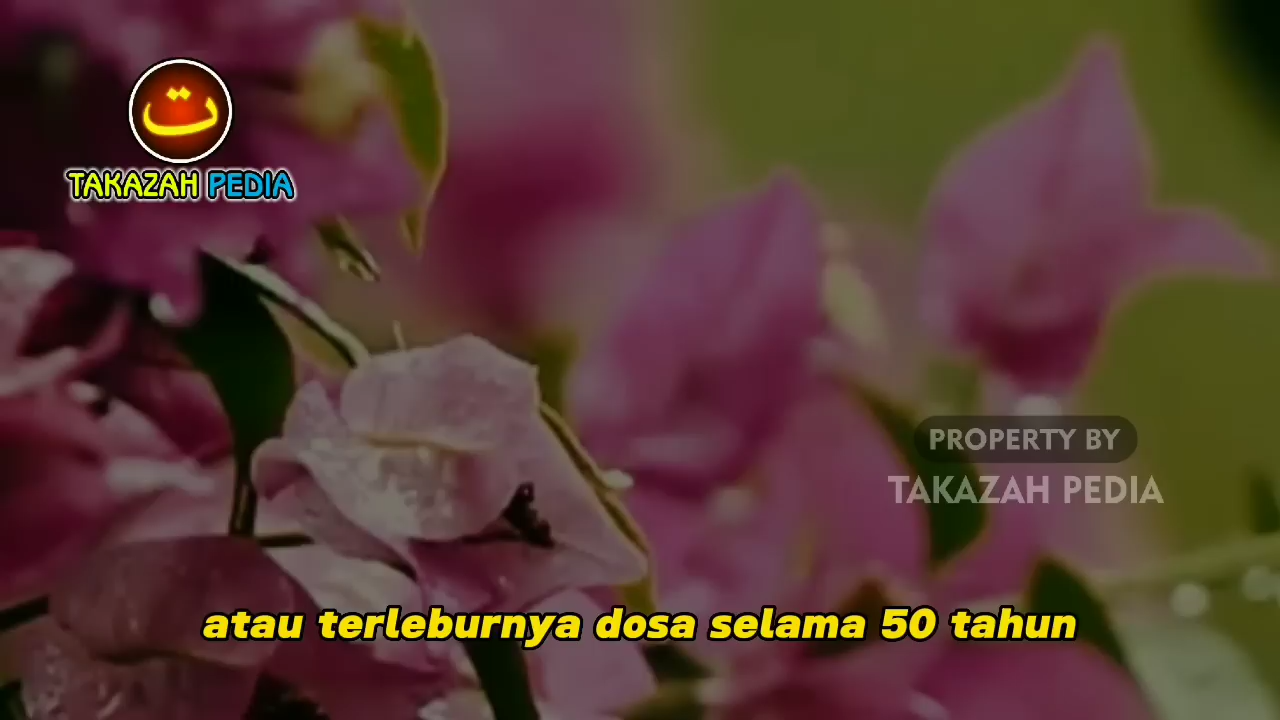 ت
TAKAZAH PEDIA
PROPERTY BY
TAKAZAH PEDIA
atau terleburnya dosa selama 50 tahun